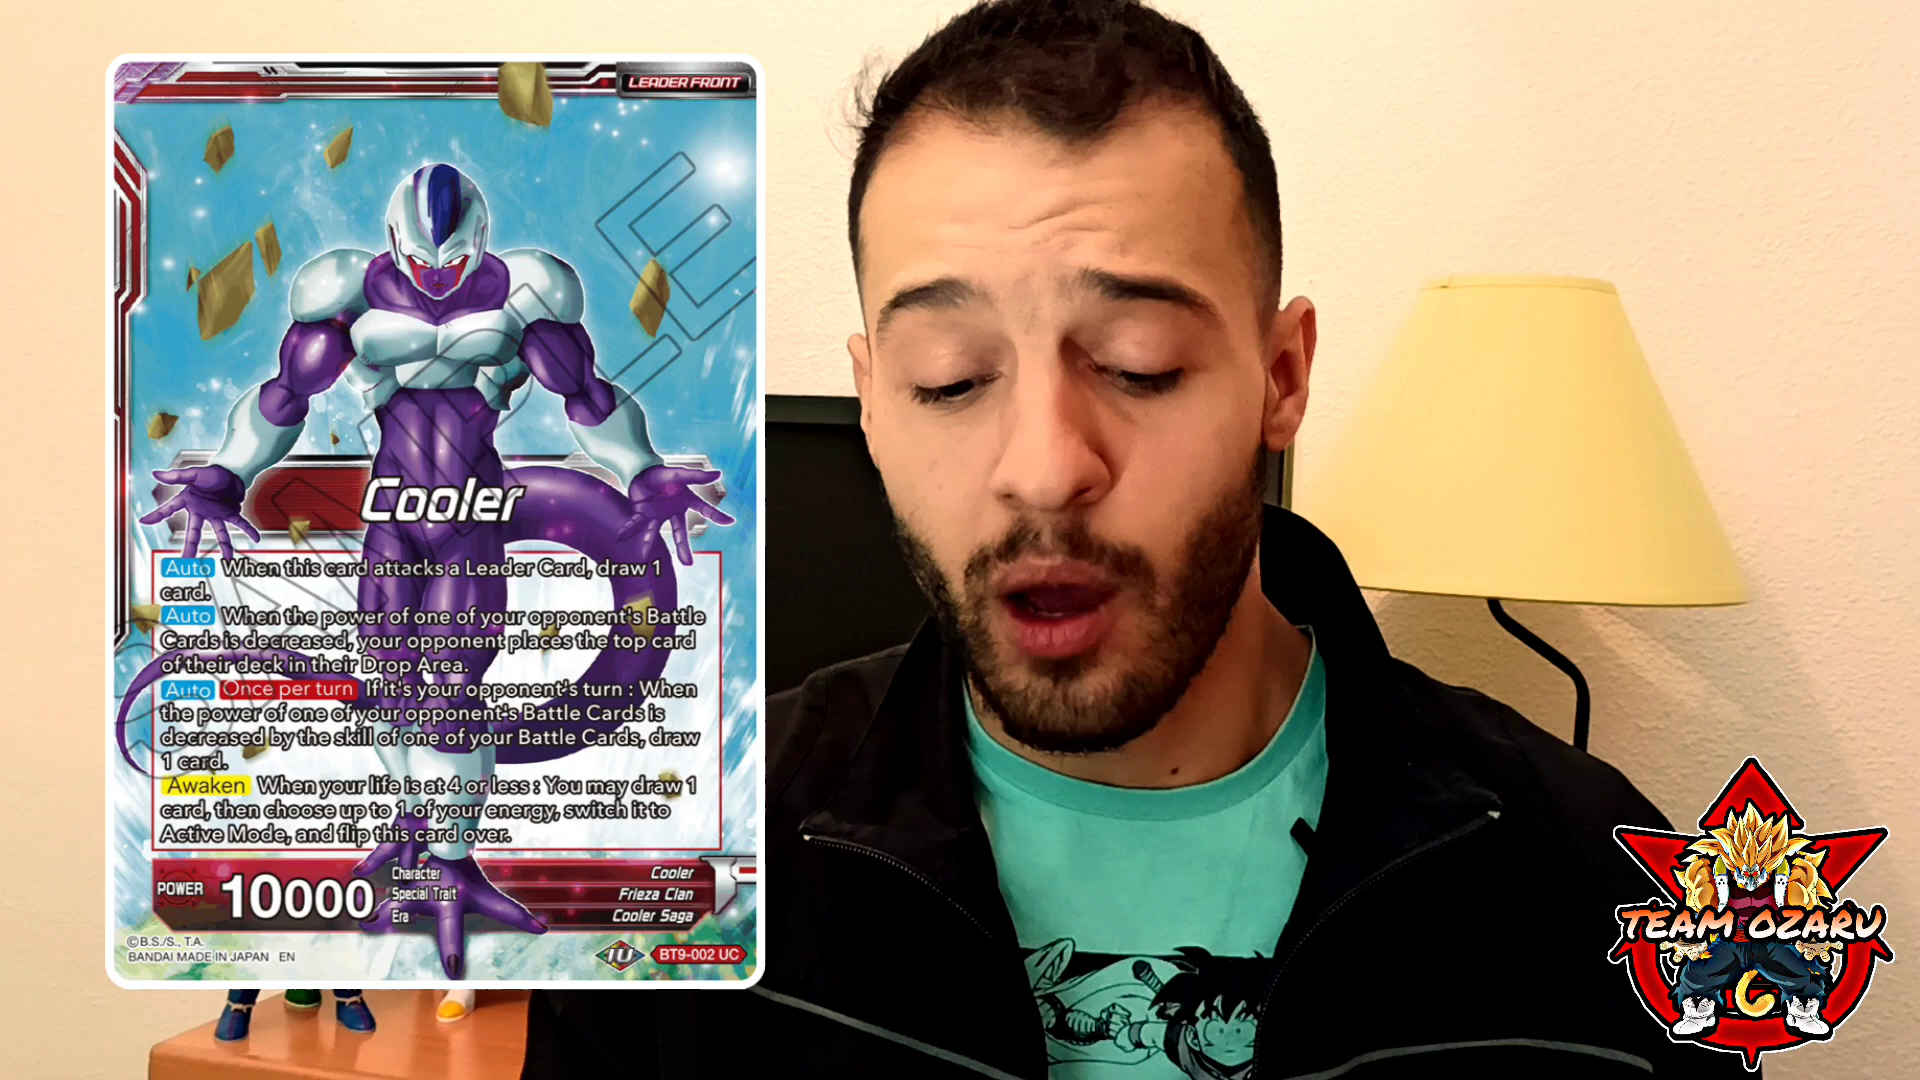 LEADER FRONT
SAMPLE
Cooler
Auto When this card attacks a Leader Card, draw 1
card.
Auto When the power of one of your opponent's Battle
Cards is decreased, your opponent places the top card
of their deck in their Drop Area.
Auto Once per turn If it's your opponent's turn : When
the power of one of your opponent's Battle Cards is
decreased by the skill of one of your Battle Cards, draw
1 card.
Awaken When your life is at 4 or less : You may draw 1
card, then choose up to 1 of your energy, switch it to
Active Mode, and flip this card over.
POWER 10000
Character Cooler
Special Trait Frieza Clan
Era Cooler Saga
©B.S./S., T.A.
BANDAI MADE IN JAPAN EN
1U BT9-002 UC
TEAM OZARU